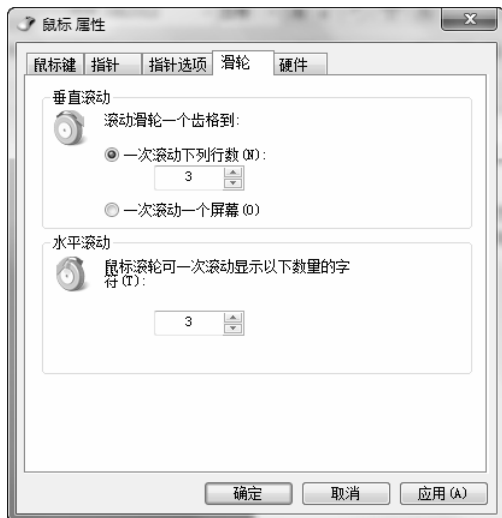 鼠标 属性
鼠标键 指针 指针选项 滑轮 硬件
垂直滚动
滚动滑轮一个齿格到:
一次滚动下列行数(N):
3
一次滚动一个屏幕(O)
水平滚动
鼠标滚轮可一次滚动显示以下数量的字
符(T):
3
确定 取消 应用(A)